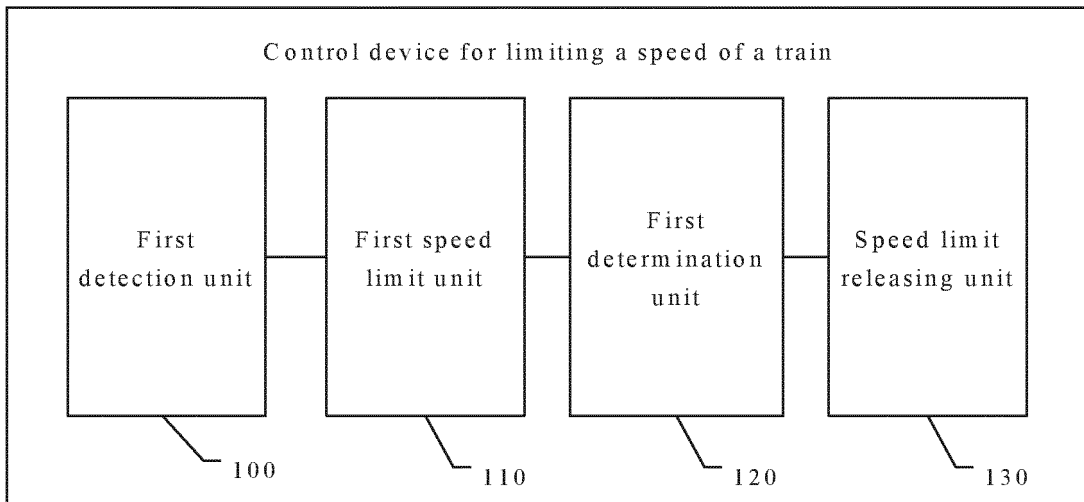 Control device for limiting a speed of a train
First
detection unit
First speed
limit unit
First
determination
unit
Speed limit
releasing unit
100
110
120
130